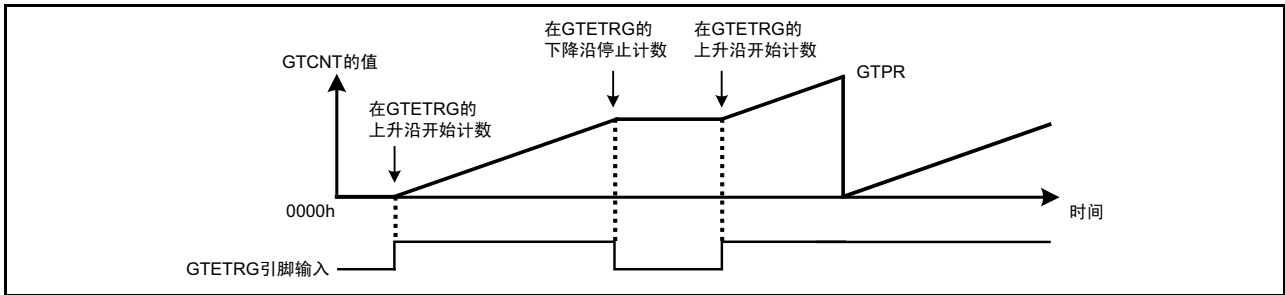 在GTETRG的
下降沿停止计数
在GTETRG的
上升沿开始计数
GTCNT的值
GTPR
在GTETRG的
上升沿开始计数
0000h
时间
GTETRG引脚输入